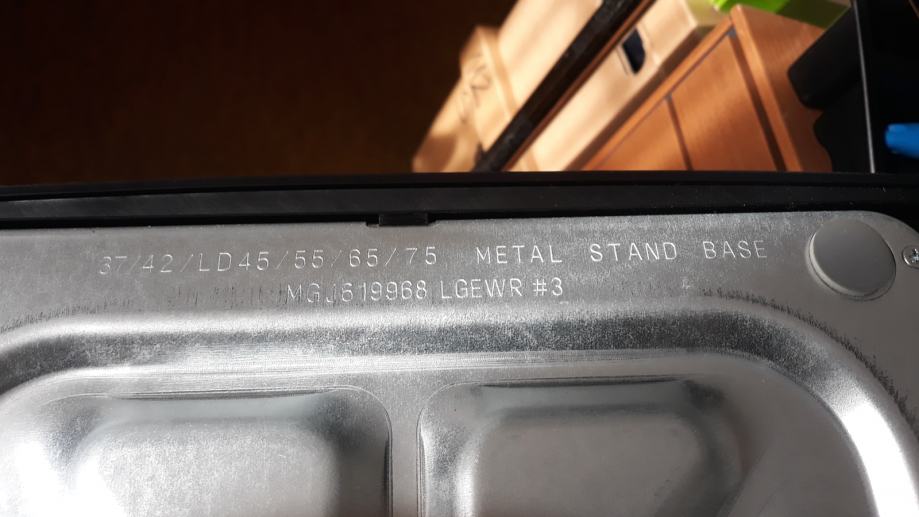 37/42/LD45/55/65/75 METAL STAND BASE
MGJ619968 LGEWR #3